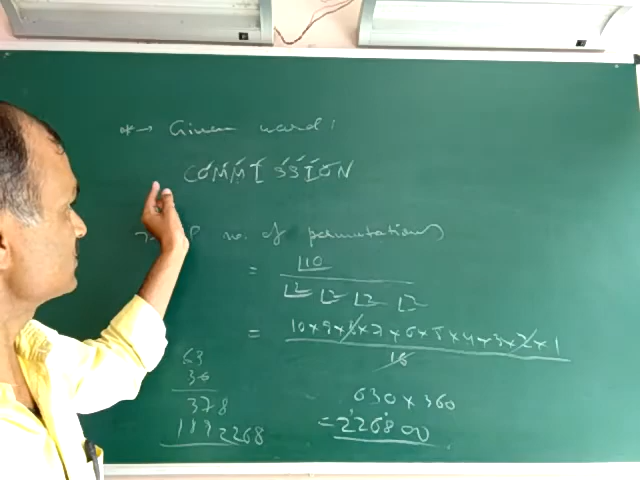 * → Given word:
COMMISSION
no. of permutations
= ⌊10
⌊2 ⌊2 ⌊2 ⌊2
= 10×9×8×7×6×5×4×3×2×1
16
63
36
378
189
2268
630×360
= 226800